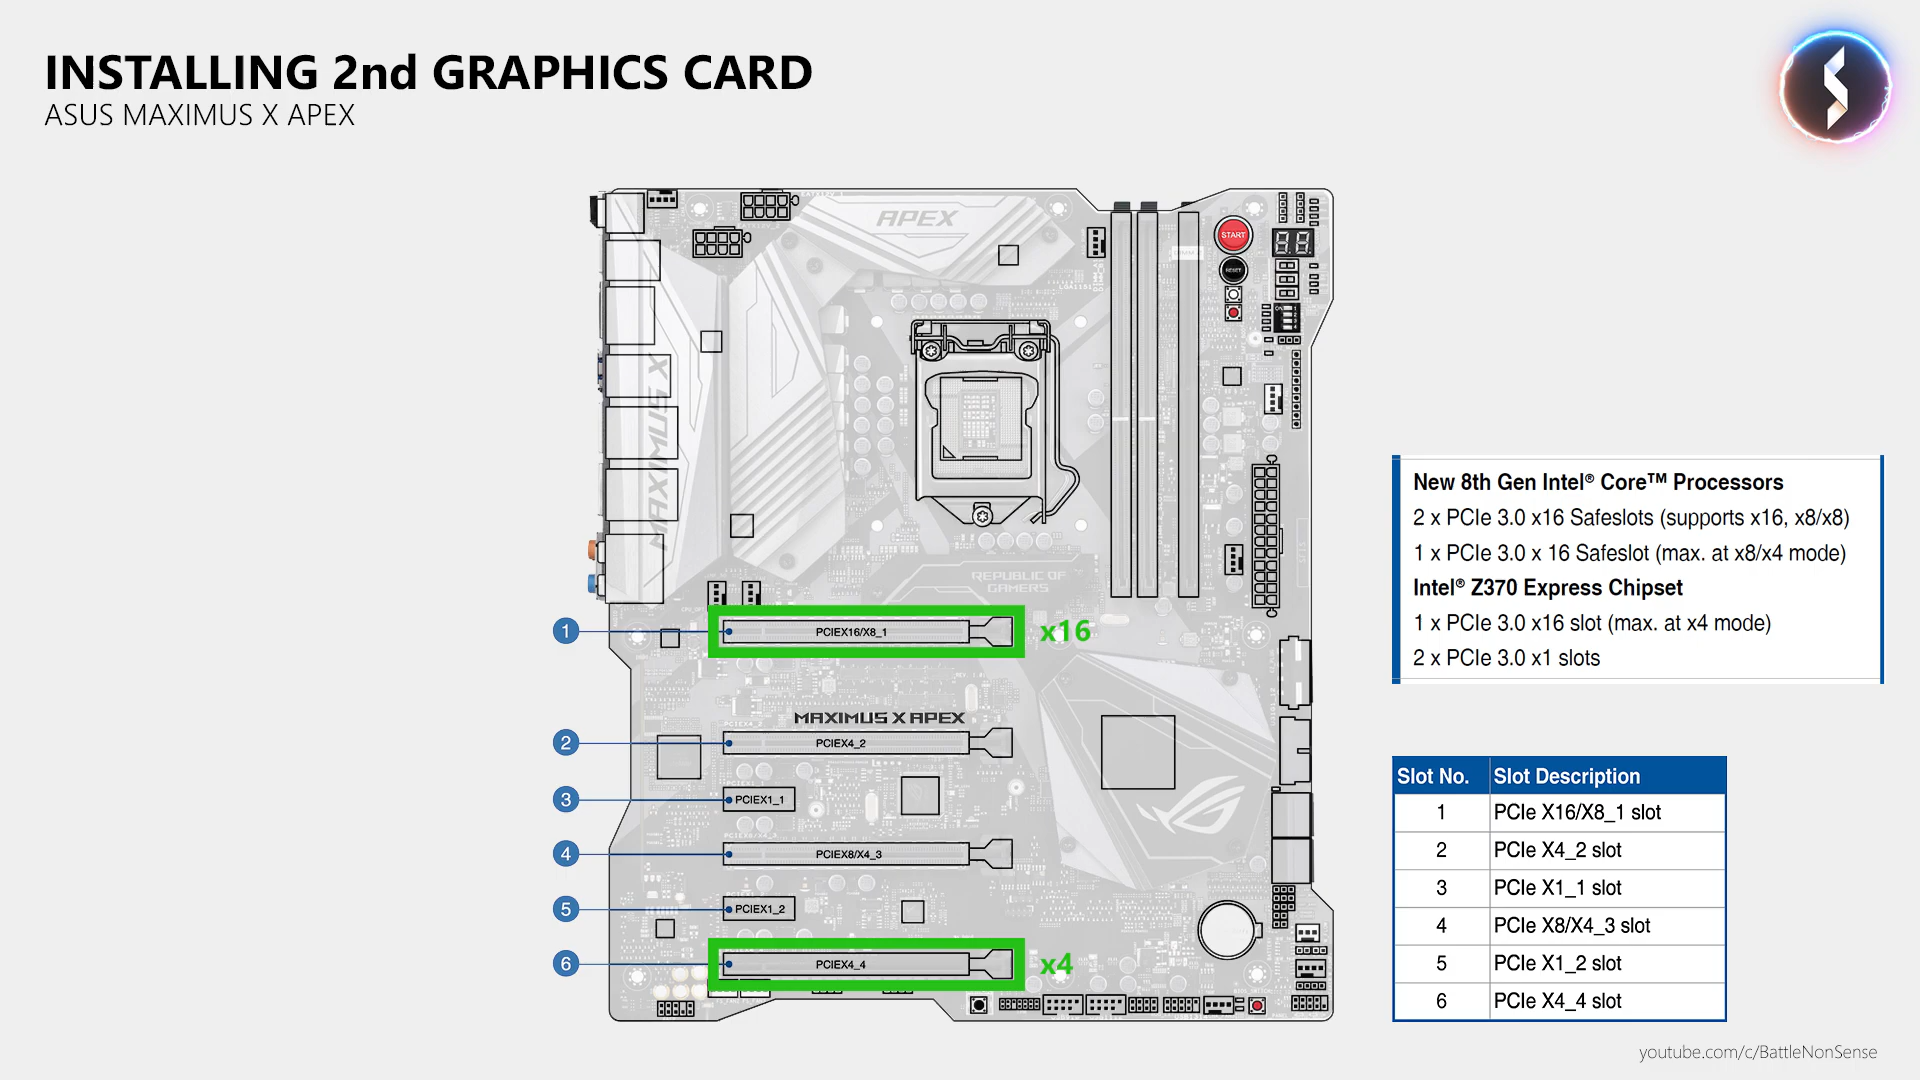 INSTALLING 2nd GRAPHICS CARD
ASUS MAXIMUS X APEX
APEX
START
RESET
MAXIMUS X
REPUBLIC OF
GAMERS
1
PCIEX16/X8_1
x16
MAXIMUS X APEX
2
PCIEX4_2
3
PCIEX1_1
4
PCIEX8/X4_3
5
PCIEX1_2
6
PCIEX4_4
x4
New 8th Gen Intel® Core™ Processors
2 x PCIe 3.0 x16 Safeslots (supports x16, x8/x8)
1 x PCIe 3.0 x 16 Safeslot (max. at x8/x4 mode)
Intel® Z370 Express Chipset
1 x PCIe 3.0 x16 slot (max. at x4 mode)
2 x PCIe 3.0 x1 slots
Slot No. Slot Description
1 PCIe X16/X8_1 slot
2 PCIe X4_2 slot
3 PCIe X1_1 slot
4 PCIe X8/X4_3 slot
5 PCIe X1_2 slot
6 PCIe X4_4 slot
youtube.com/c/BattleNonSense